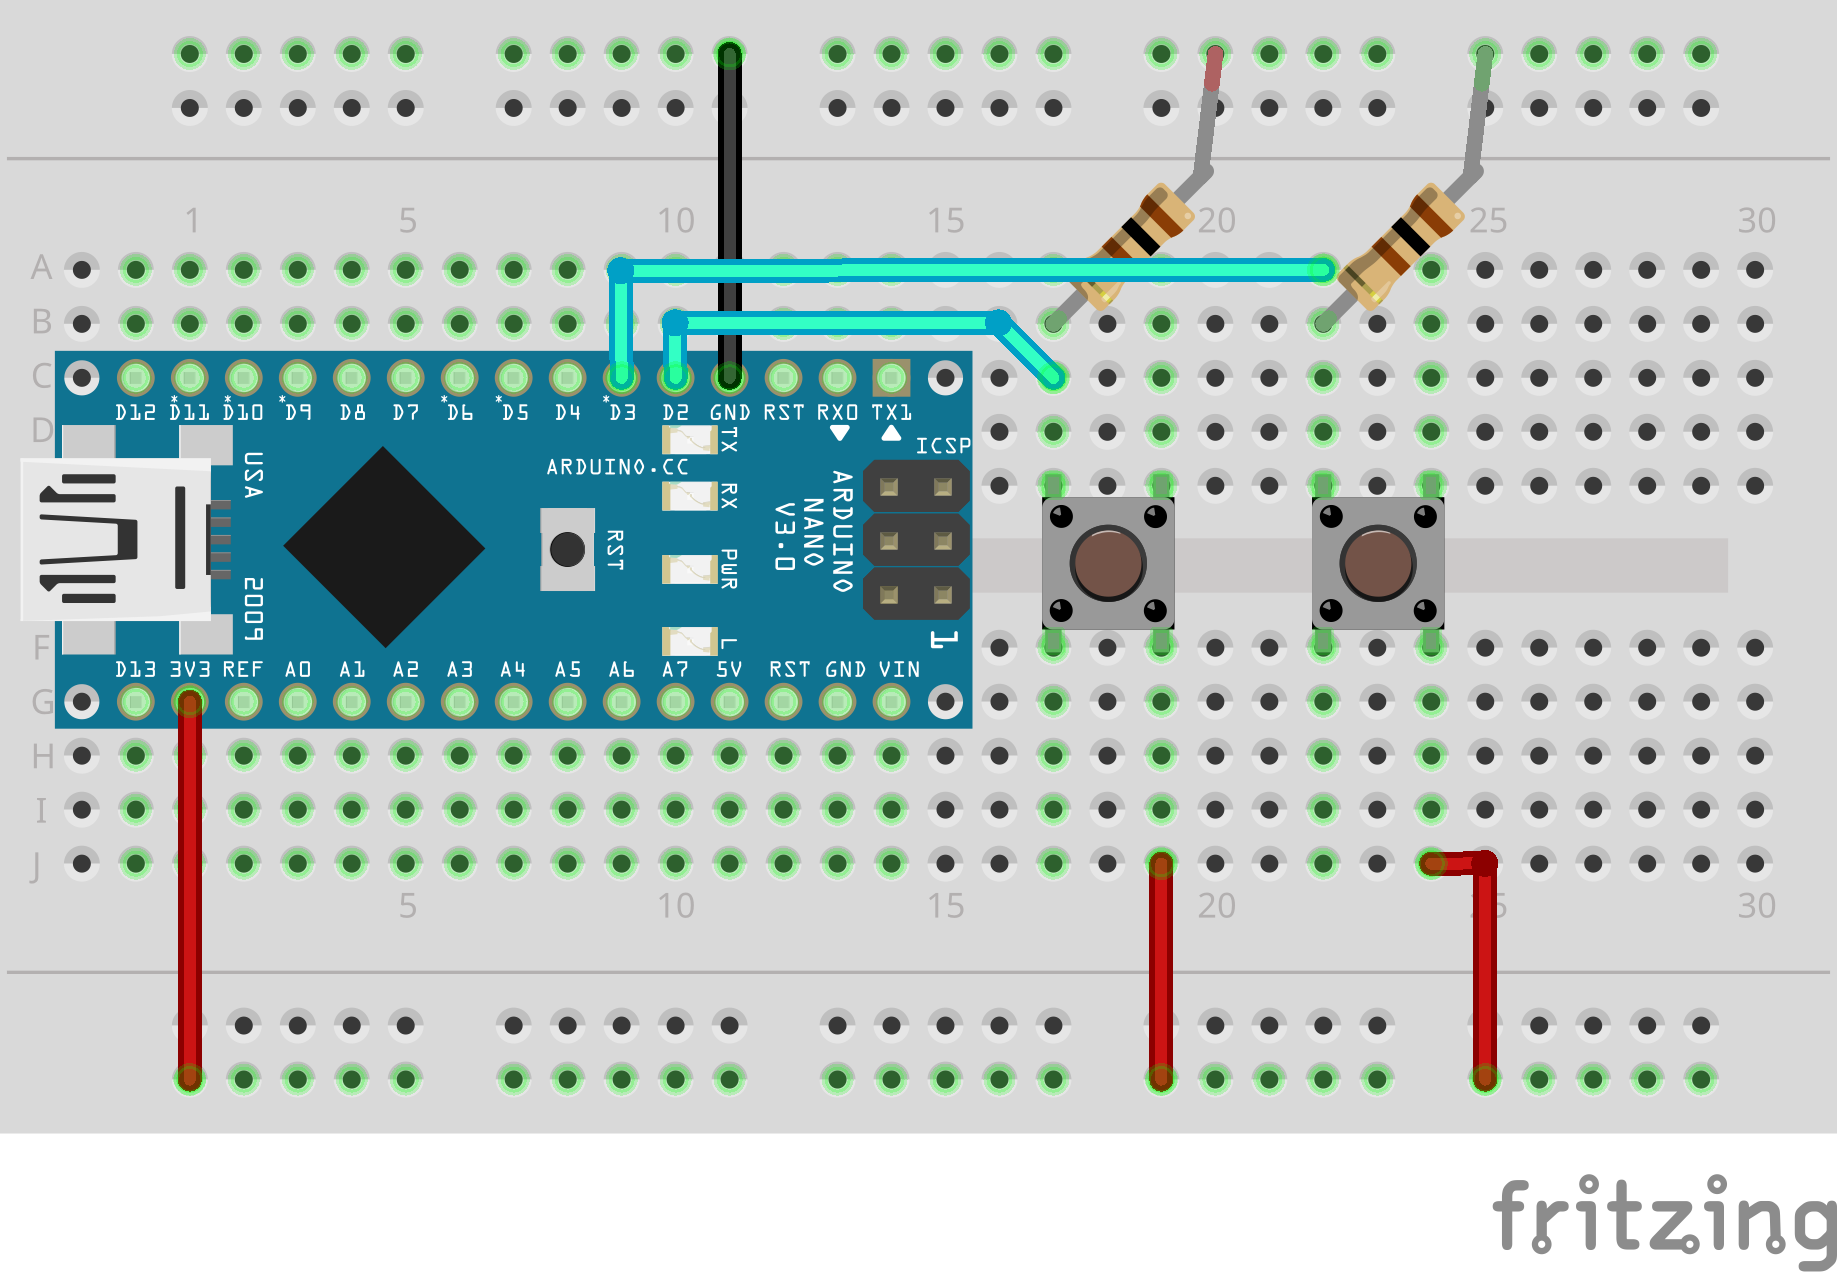 1 5 10 15 20 25 30
A
B
C
D12 *D11 *D10 *D9 D8 D7 *D6 *D5 D4 *D3 D2 GND RST RX0 TX1
D
TX
ICSP
USA
ARDUINO.CC
RX
ARDUINO
NANO
V3.0
RST
PWR
2009
L
1
F
D13 3V3 REF A0 A1 A2 A3 A4 A5 A6 A7 5V RST GND VIN
G
H
I
J
5 10 15 20 25 30
fritzing